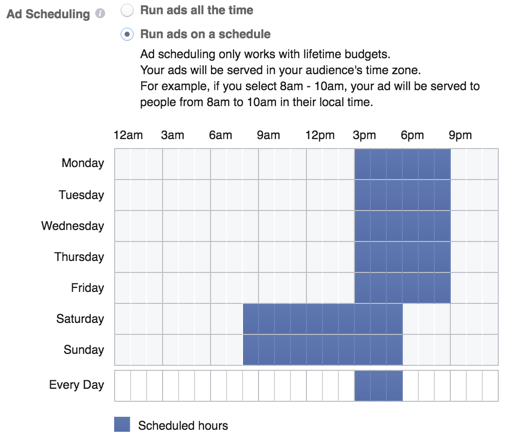 Ad Scheduling Run ads all the time
Run ads on a schedule
Ad scheduling only works with lifetime budgets.
Your ads will be served in your audience's time zone.
For example, if you select 8am - 10am, your ad will be served to
people from 8am to 10am in their local time.
12am 3am 6am 9am 12pm 3pm 6pm 9pm
Monday
Tuesday
Wednesday
Thursday
Friday
Saturday
Sunday
Every Day
Scheduled hours